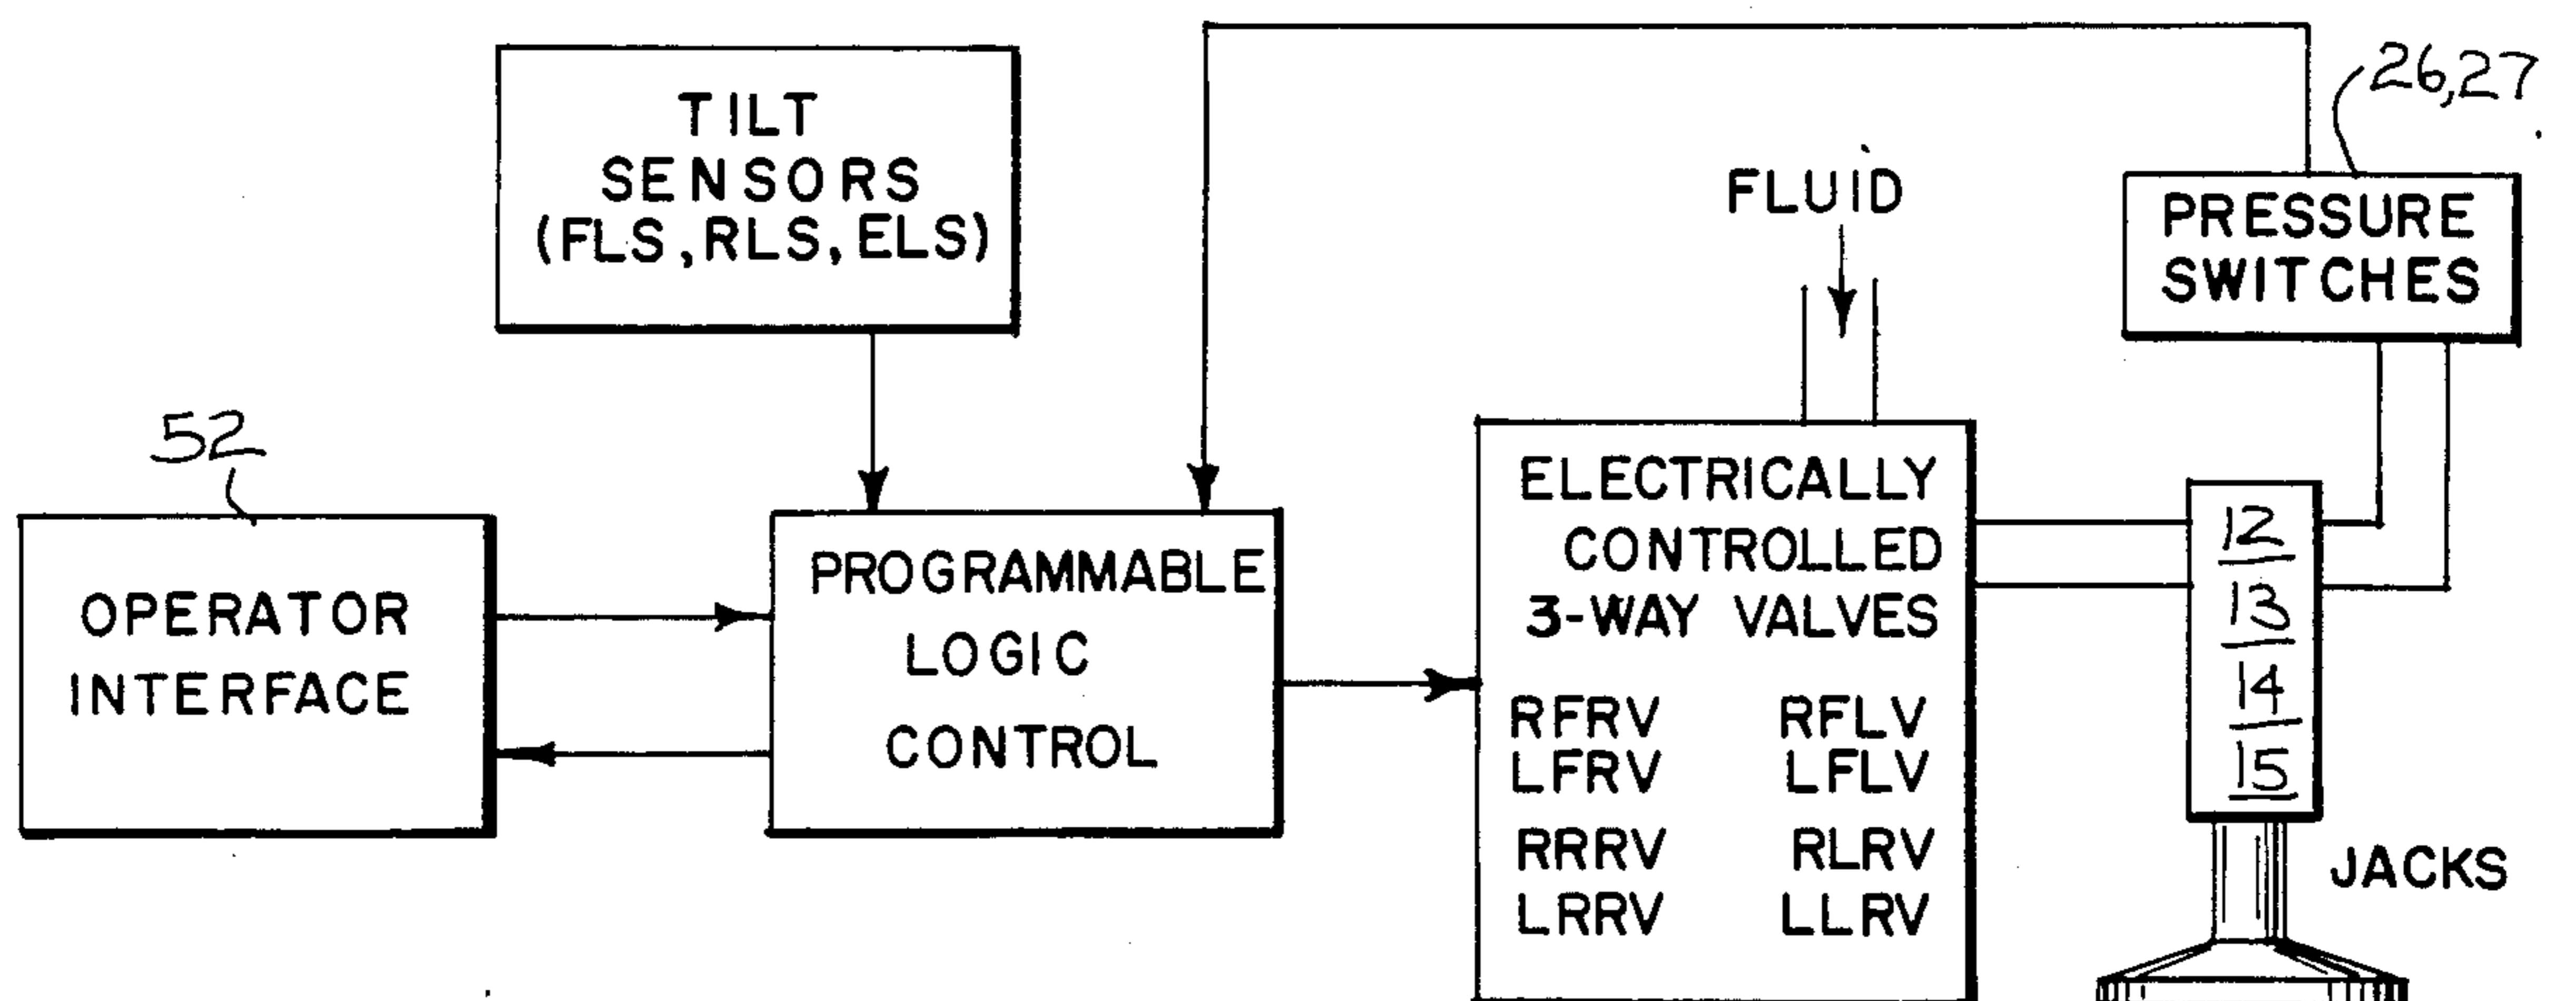 TILT
SENSORS
(FLS, RLS, ELS)
26,27
FLUID
PRESSURE
SWITCHES
52
OPERATOR
INTERFACE
PROGRAMMABLE
LOGIC
CONTROL
ELECTRICALLY
CONTROLLED
3-WAY VALVES
RFRV RFLV
LFRV LFLV
RRRV RLRV
LRRV LLRV
12
13
14
15
JACKS